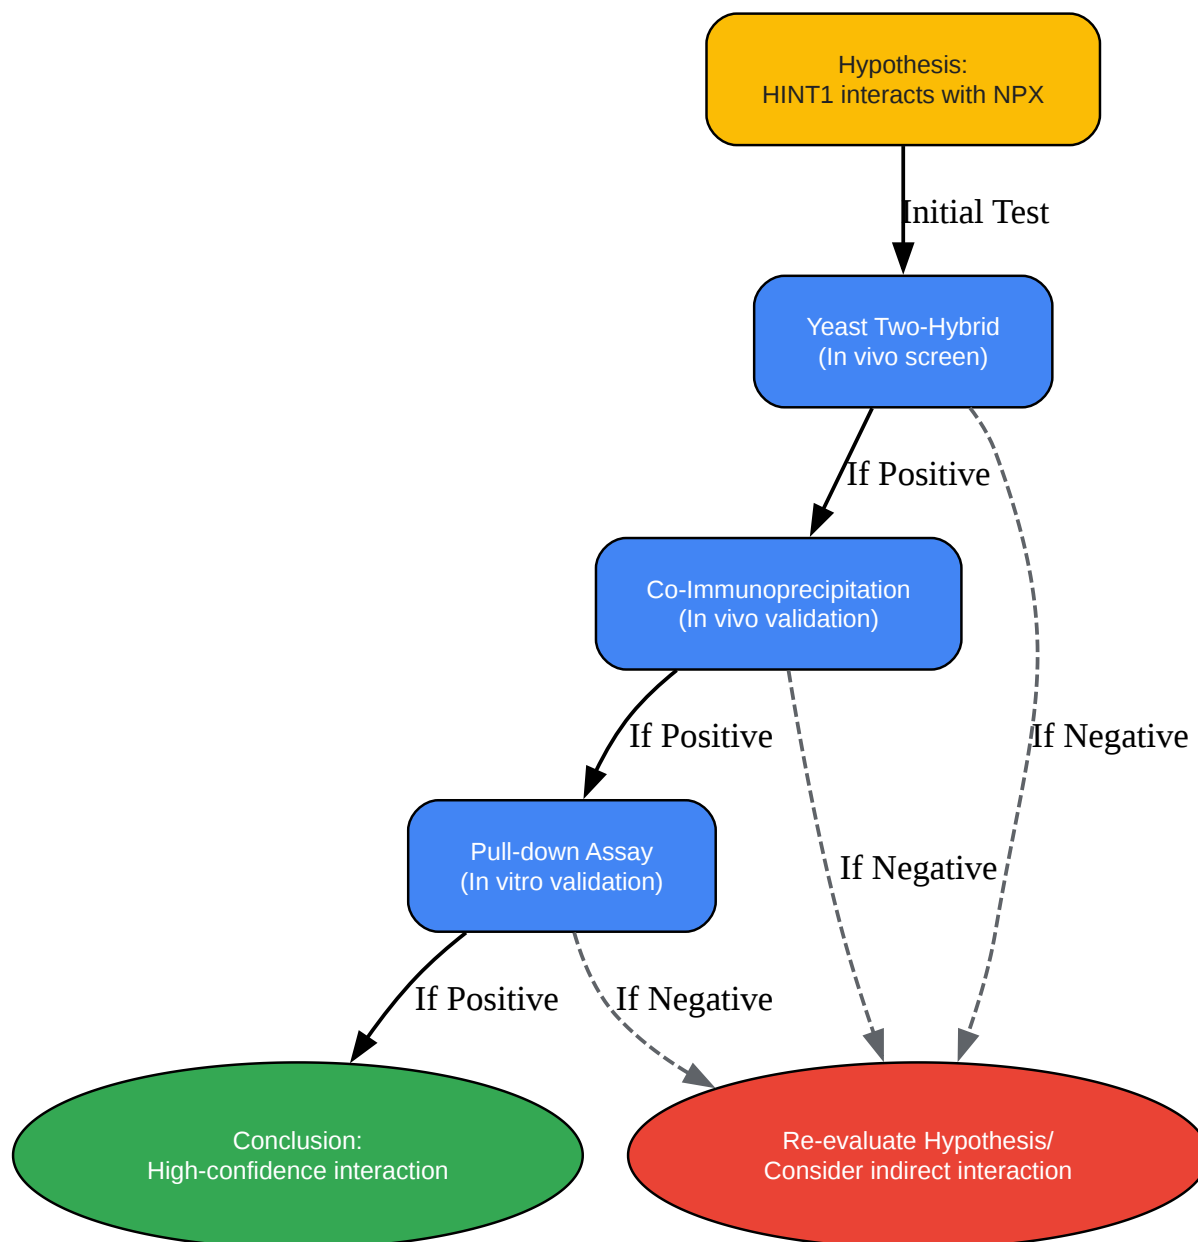 Hypothesis:
HINT1 interacts with NPX
Initial Test
Yeast Two-Hybrid
(In vivo screen)
If Positive
Co-Immunoprecipitation
(In vivo validation)
If Positive
If Negative
Pull-down Assay
(In vitro validation)
If Negative
If Positive
If Negative
Conclusion:
High-confidence interaction
Re-evaluate Hypothesis/
Consider indirect interaction